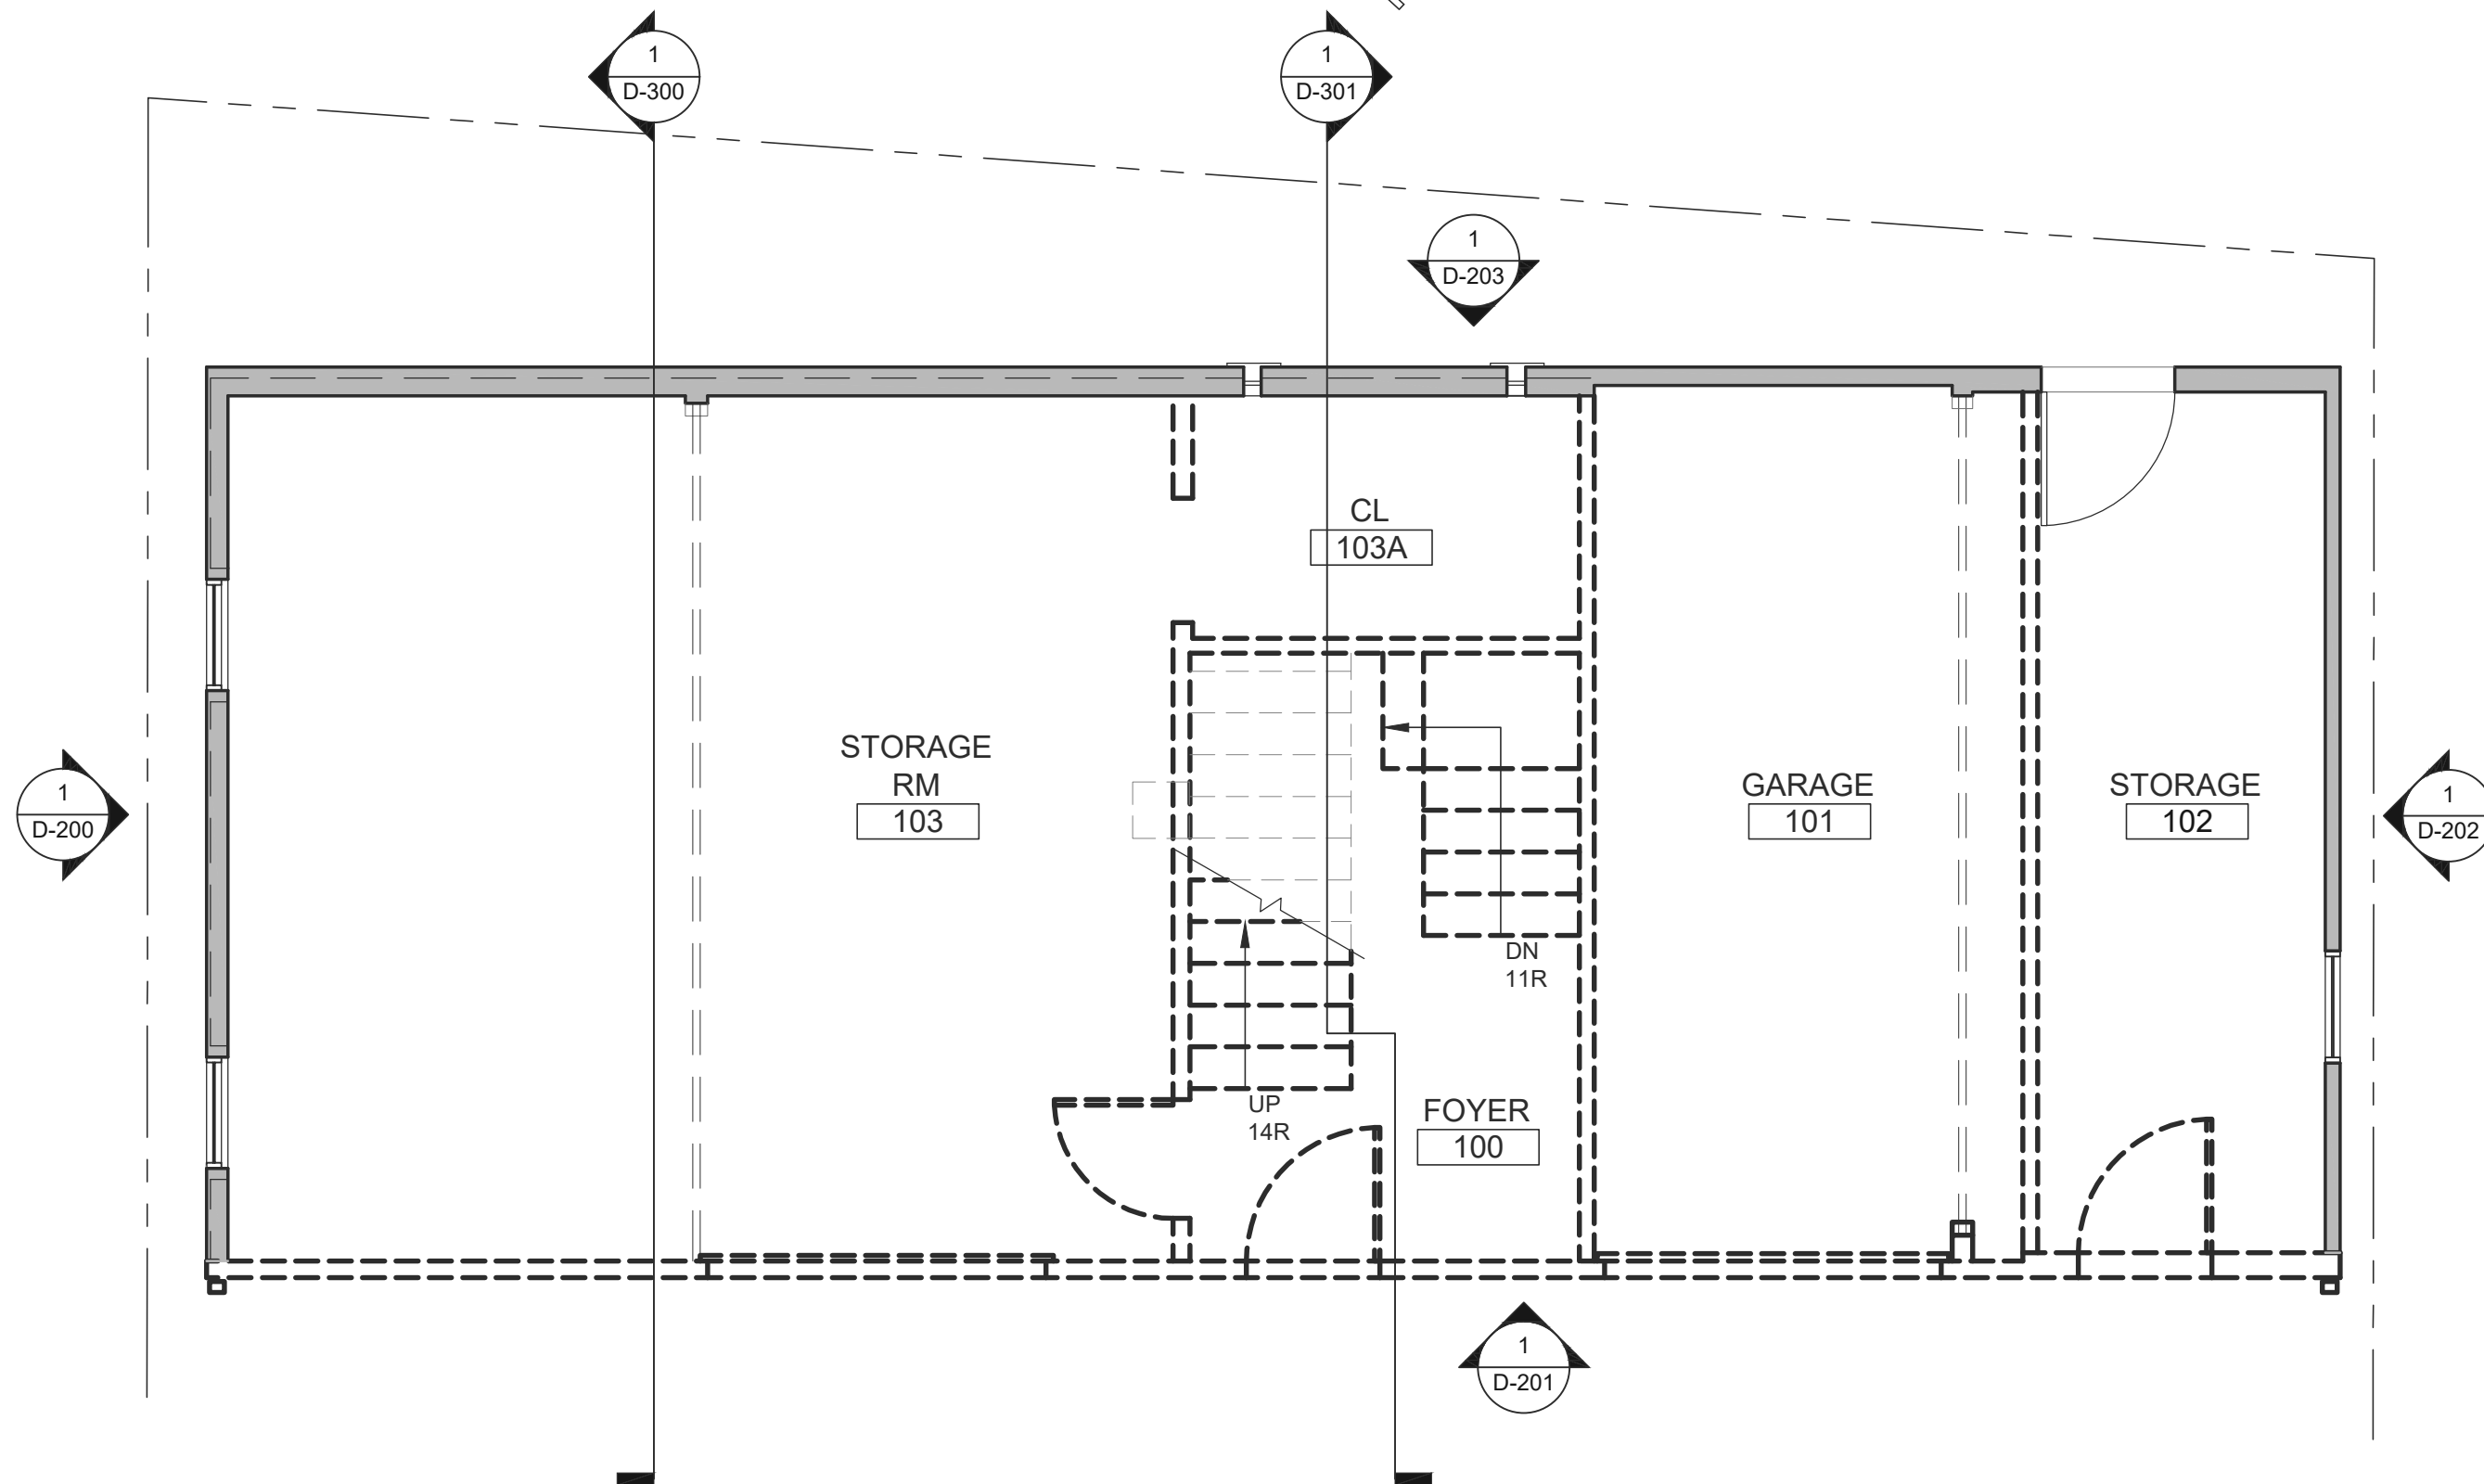 1
D-300
1
D-301
1
D-203
CL
103A
STORAGE
RM
103
GARAGE
101
STORAGE
102
1
D-200
1
D-202
DN
11R
UP
14R
FOYER
100
1
D-201